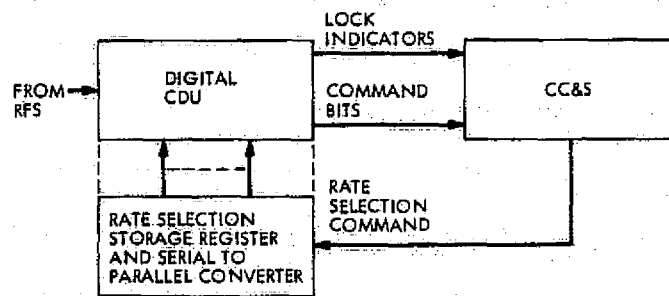 LOCK
INDICATORS
FROM
RFS
DIGITAL
CDU
COMMAND
BITS
CC&S
RATE SELECTION
STORAGE REGISTER
AND SERIAL TO
PARALLEL CONVERTER
RATE
SELECTION
COMMAND